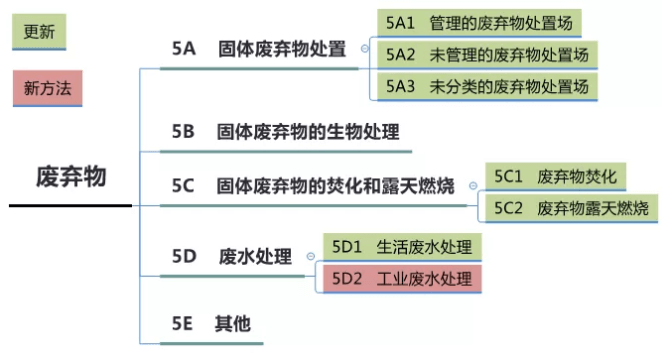 更新
新方法
废弃物
5A 固体废弃物处置
5A1 管理的废弃物处置场
5A2 未管理的废弃物处置场
5A3 未分类的废弃物处置场
5B 固体废弃物的生物处理
5C 固体废弃物的焚化和露天燃烧
5C1 废弃物焚化
5C2 废弃物露天燃烧
5D 废水处理
5D1 生活废水处理
5D2 工业废水处理
5E 其他